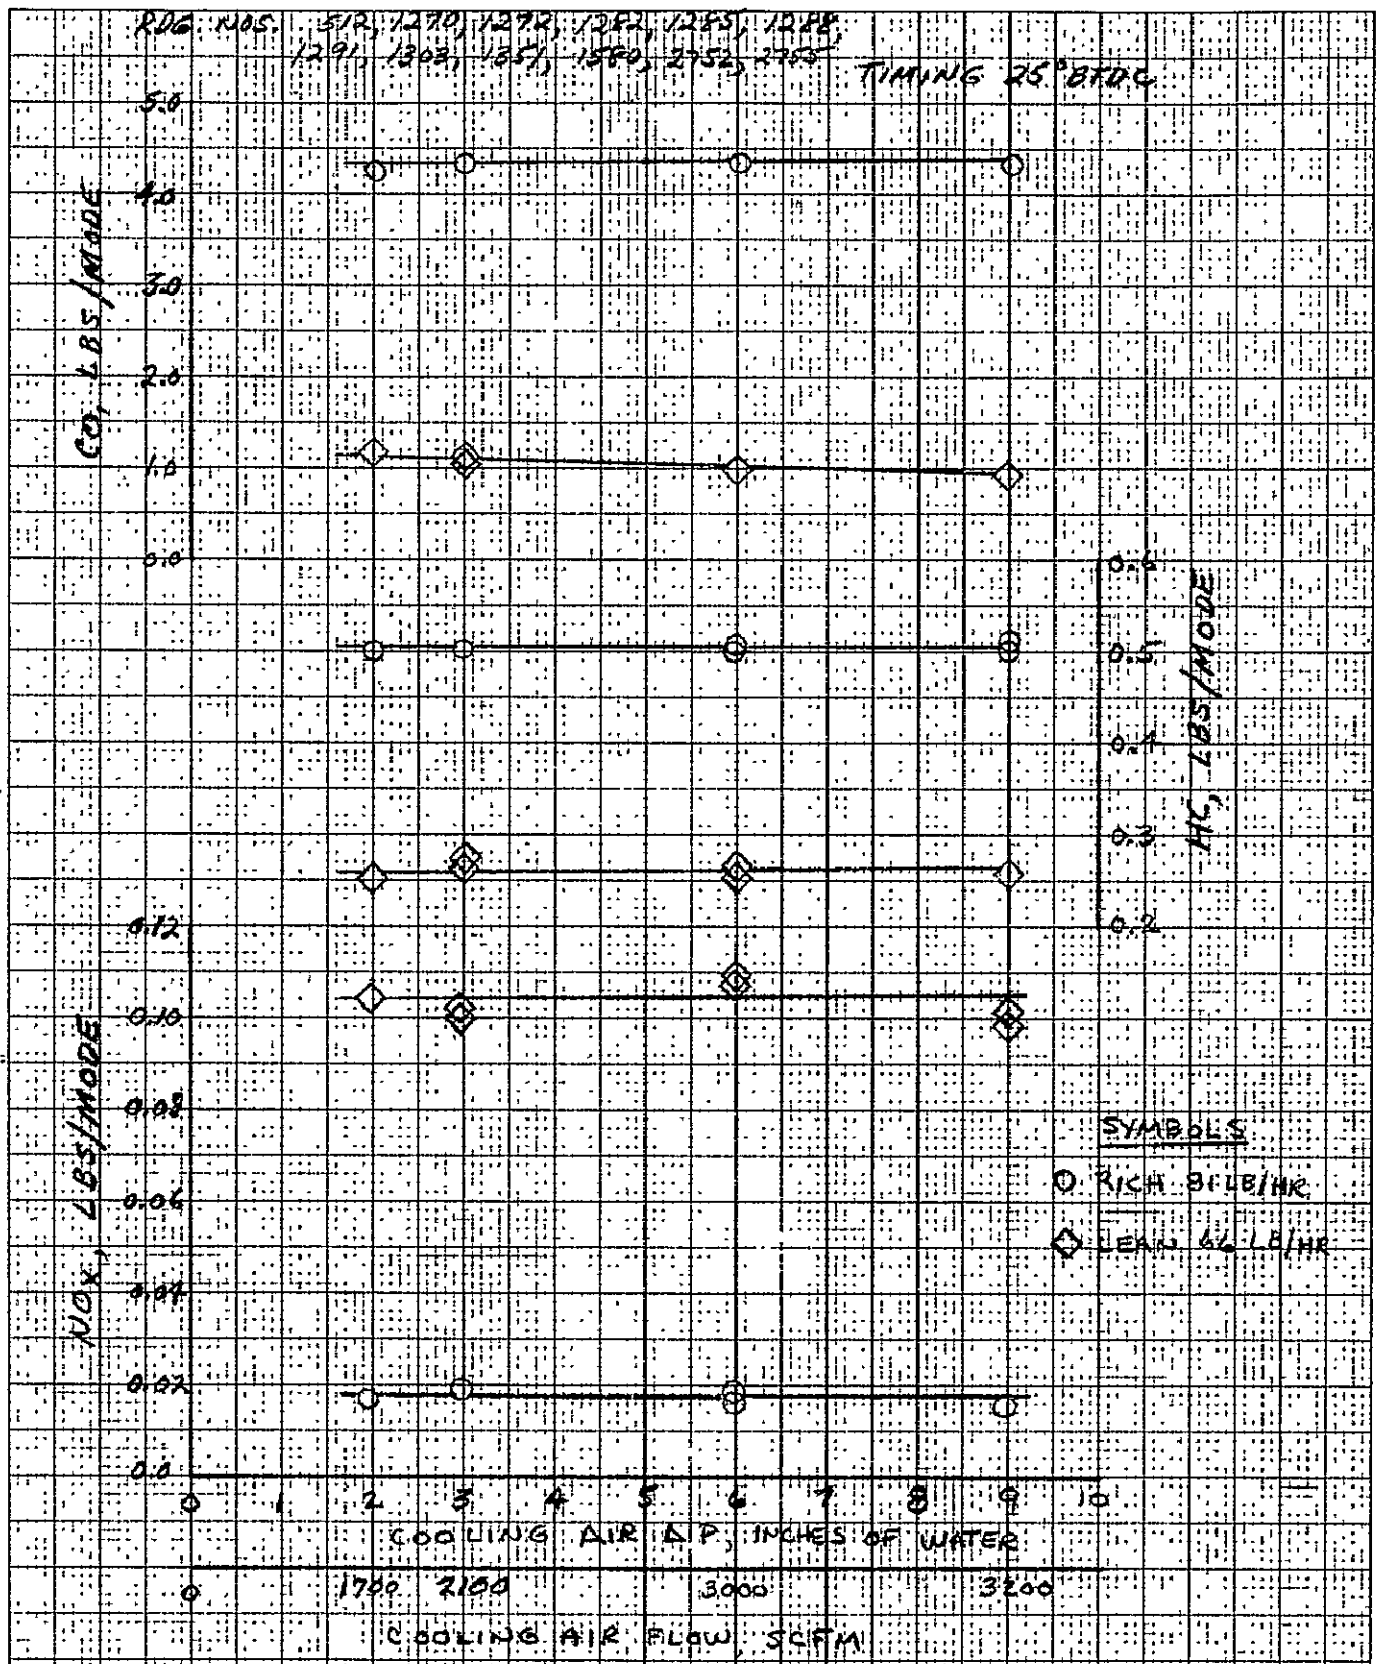 RDG. NOS. 512, 1270, 1272, 1282, 1285, 1288,
1291, 1303, 1351, 1580, 2752, 2755
TIMING 25° BTDC
5.0
4.0
3.0
2.0
1.0
0.0
CO, LBS/MODE
0.6
0.5
0.4
0.3
0.2
HC, LBS/MODE
0.12
0.10
0.08
0.06
0.04
0.02
0.0
NOx, LBS/MODE
SYMBOLS
RICH 81 LB/HR
LEAN 66 LB/HR
0 1 2 3 4 5 6 7 8 9 10
COOLING AIR ΔP, INCHES OF WATER
0 1700 2100 3000 3200
COOLING AIR FLOW, SCFM